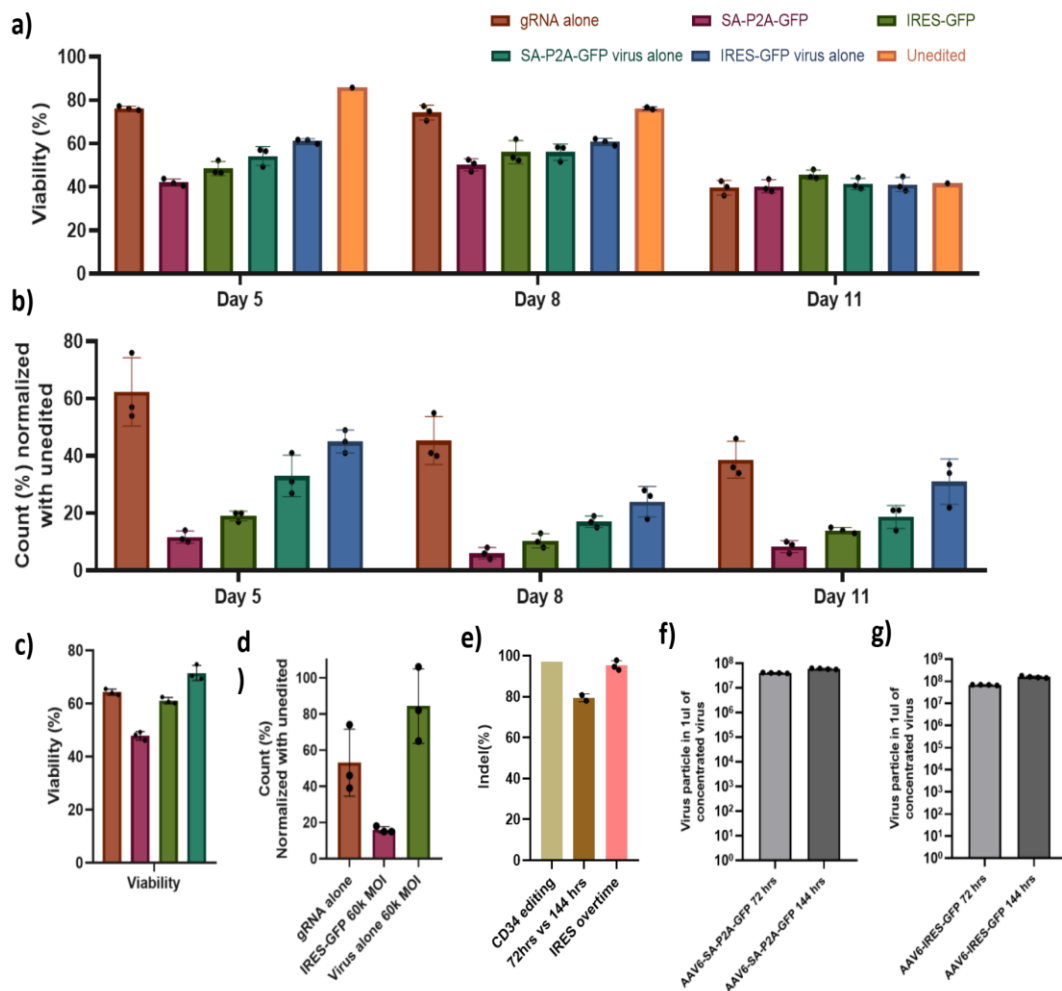 a)
gRNA alone
SA-P2A-GFP
IRES-GFP
SA-P2A-GFP virus alone
IRES-GFP virus alone
Unedited
Viability (%)
100
80
60
40
20
0
Day 5
Day 8
Day 11
b)
Count (%) normalized
with unedited
80
60
40
20
0
Day 5
Day 8
Day 11
c)
Viability (%)
80
60
40
20
0
Viability
d
)
Count (%)
Normalized with unedited
100
80
60
40
20
0
gRNA alone
IRES-GFP 60k MOI
Virus alone 60k MOI
e)
Indel(%)
100
80
60
40
20
0
CD34 editing
72hrs vs 144 hrs
IRES overtime
f)
Virus particle in 1ul of
concentrated virus
10⁸
10⁷
10⁶
10⁵
10⁴
10³
10²
10¹
10⁰
AAV6-SA-P2A-GFP 72 hrs
AAV6-SA-P2A-GFP 144 hrs
g)
Virus particle in 1ul of
concentrated virus
10⁹
10⁸
10⁷
10⁶
10⁵
10⁴
10³
10²
10¹
10⁰
AAV6-IRES-GFP 72 hrs
AAV6-IRES-GFP 144 hrs